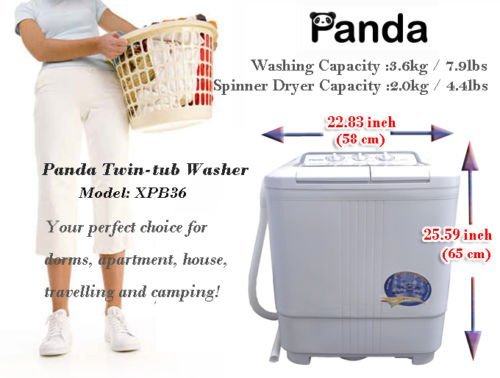 Panda
Washing Capacity :3.6kg / 7.9lbs
Spinner Dryer Capacity :2.0kg / 4.4lbs
22.83 inch
(58 cm)
Panda Twin-tub Washer
Model: XPB36
Your perfect choice for
dorms, apartment, house,
travelling and camping!
25.59 inch
(65 cm)